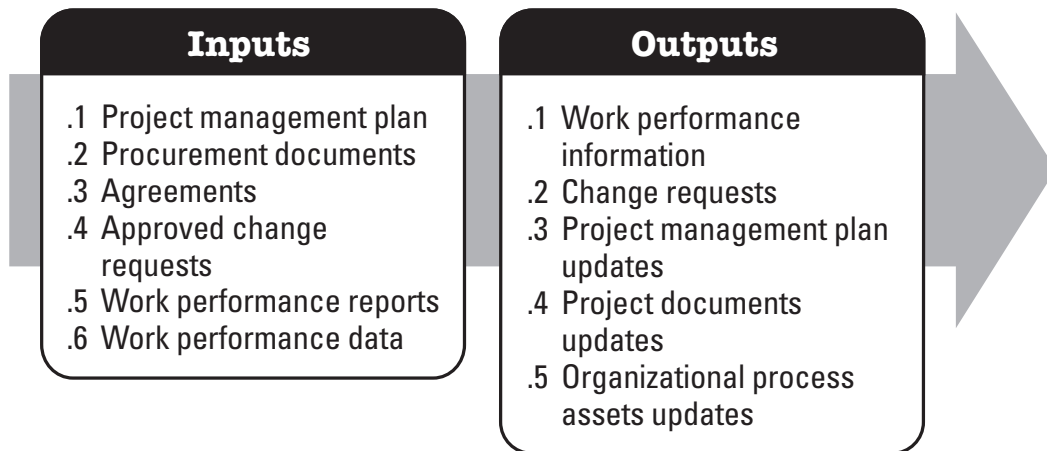 Inputs
.1 Project management plan
.2 Procurement documents
.3 Agreements
.4 Approved change
requests
.5 Work performance reports
.6 Work performance data
Outputs
.1 Work performance
information
.2 Change requests
.3 Project management plan
updates
.4 Project documents
updates
.5 Organizational process
assets updates